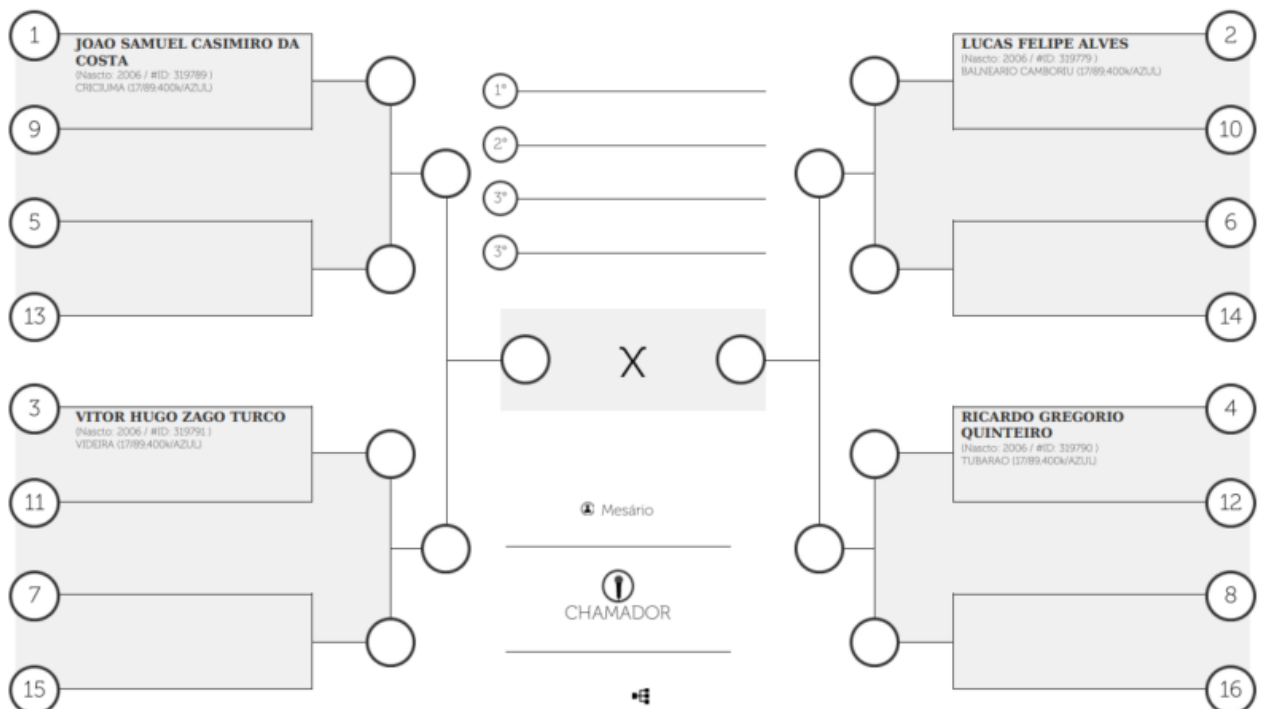 1
JOAO SAMUEL CASIMIRO DA
COSTA
(Nascto: 2006 / #ID: 319789 )
CRICIUMA (17/89,400k/AZUL)
9
5
13
3
VITOR HUGO ZAGO TURCO
(Nascto: 2006 / #ID: 319791 )
VIDEIRA (17/89,400k/AZUL)
11
7
15
1°
2°
3°
3°
X
Mesário
CHAMADOR
2
LUCAS FELIPE ALVES
(Nascto: 2006 / #ID: 319779 )
BALNEARIO CAMBORIU (17/89,400k/AZUL)
10
6
14
4
RICARDO GREGORIO
QUINTEIRO
(Nascto: 2006 / #ID: 319790 )
TUBARAO (17/89,400k/AZUL)
12
8
16